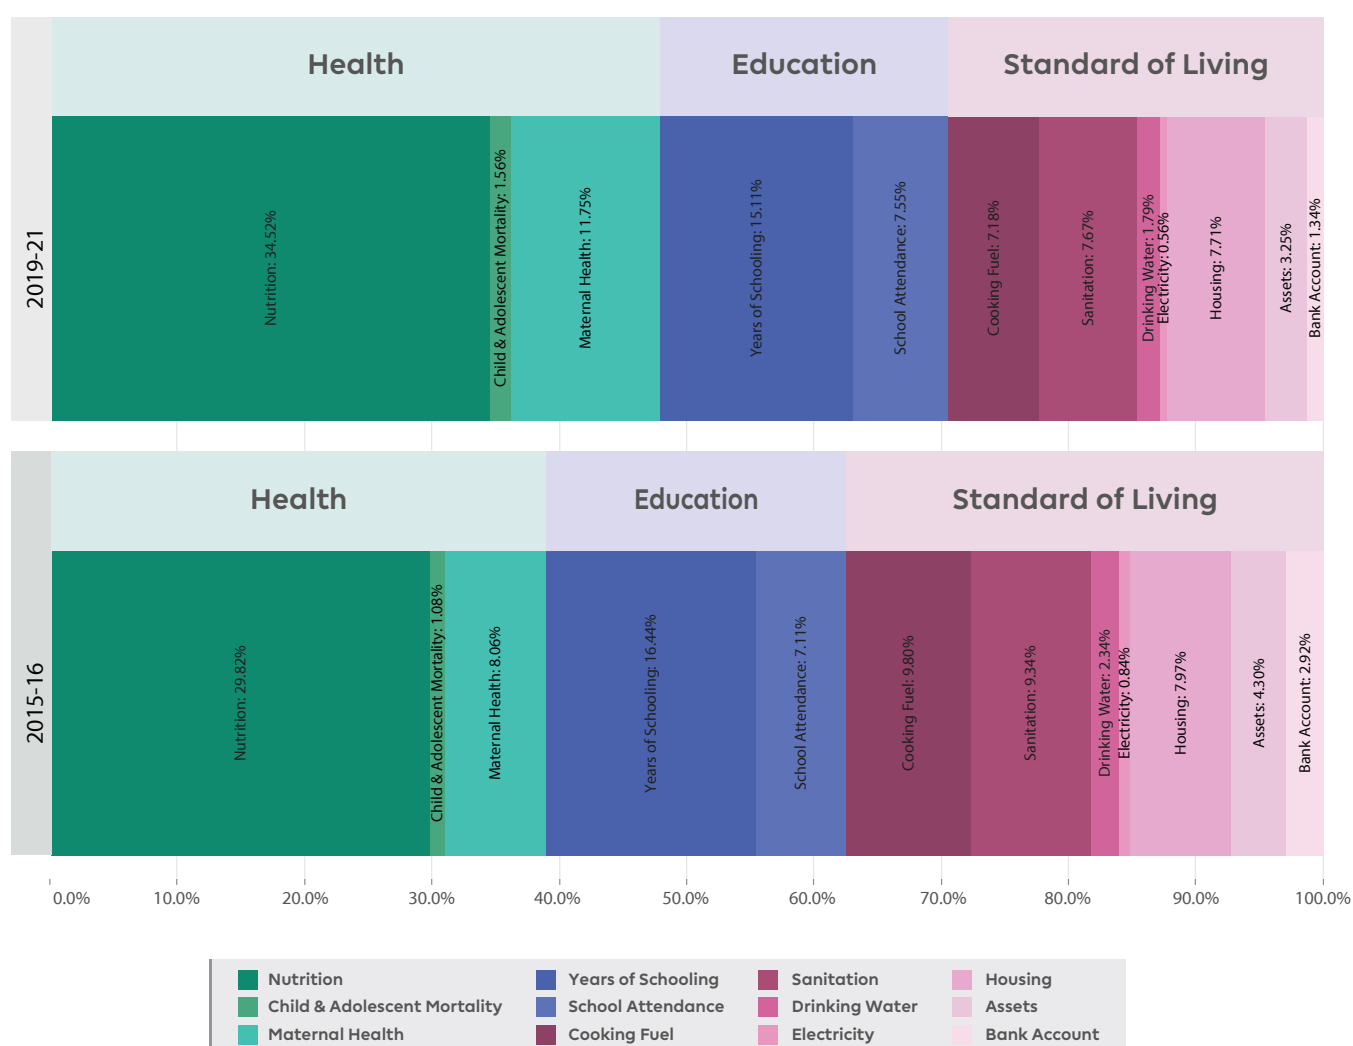 Health
Education
Standard of Living
2019-21
Nutrition: 34.52%
Child & Adolescent Mortality: 1.56%
Maternal Health: 11.75%
Years of Schooling: 15.11%
School Attendance: 7.55%
Cooking Fuel: 7.18%
Sanitation: 7.67%
Drinking Water: 1.79%
Electricity: 0.56%
Housing: 7.71%
Assets: 3.25%
Bank Account: 1.34%
Health
Education
Standard of Living
2015-16
Nutrition: 29.82%
Child & Adolescent Mortality: 1.08%
Maternal Health: 8.06%
Years of Schooling: 16.44%
School Attendance: 7.11%
Cooking Fuel: 9.80%
Sanitation: 9.34%
Drinking Water: 2.34%
Electricity: 0.84%
Housing: 7.97%
Assets: 4.30%
Bank Account: 2.92%
0.0% 10.0% 20.0% 30.0% 40.0% 50.0% 60.0% 70.0% 80.0% 90.0% 100.0%
Nutrition Years of Schooling Sanitation Housing
Child & Adolescent Mortality School Attendance Drinking Water Assets
Maternal Health Cooking Fuel Electricity Bank Account